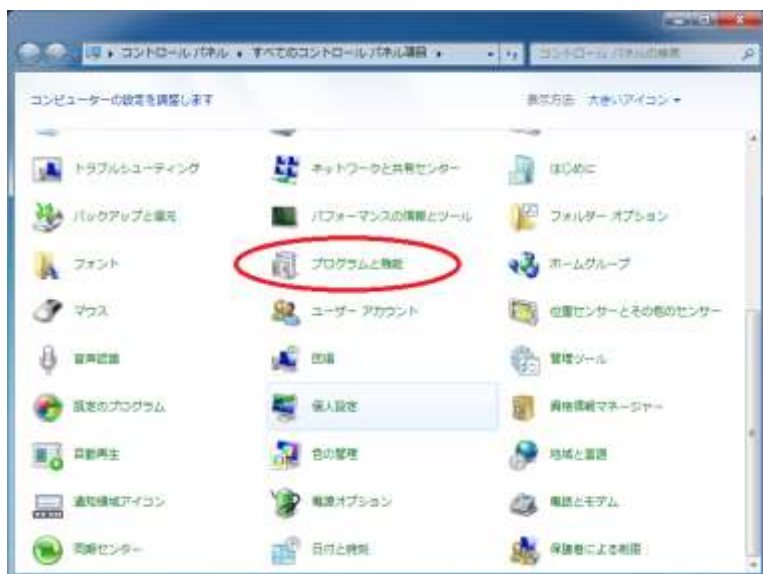 コントロール パネル ▸ すべてのコントロール パネル項目 ▸
コントロール パネルの検索
コンピューターの設定を調整します
表示方法: 大きいアイコン ▾
トラブルシューティング ネットワークと共有センター はじめに
バックアップと復元 パフォーマンスの情報とツール フォルダー オプション
フォント プログラムと機能 ホームグループ
マウス ユーザー アカウント 位置センサーとその他のセンサー
音声認識 回復 管理ツール
既定のプログラム 個人設定 資格情報マネージャー
自動再生 色の管理 地域と言語
通知領域アイコン 電源オプション 電話とモデム
同期センター 日付と時刻 保護者による制限